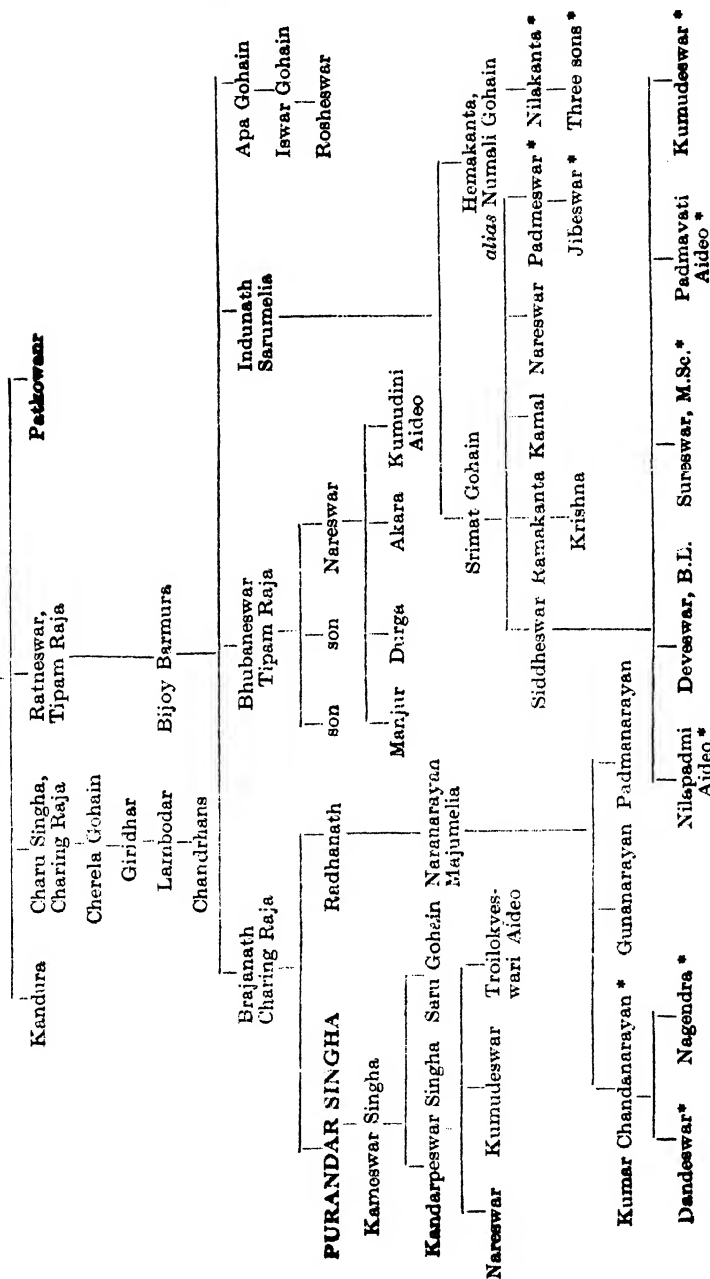 Kandura
Charu Singha,
Charing Raja
Cherela Gohain
Giridhar
Lambodar
Chandrhans
Ratneswar,
Tipam Raja
Bijoy Barmura
Patkowanr
Brajanath
Charing Raja
Bhubaneswar
Tipam Raja
Indunath
Sarumelia
Apa Gohain
Iswar Gohain
Rosheswar
PURANDAR SINGHA
Radhanath
son
son
Nareswar
Kameswar Singha
Naranarayan
Majumelia
Manjur
Durga
Akara
Kumudini
Aideo
Srimat Gohain
Hemakanta,
alias Numali Gohain
Kandarpeswar Singha
Saru Gohain
Siddheswar
Ramakanta
Kamal
Nareswar
Padmeswar *
Nilakanta *
Krishna
Jibeswar *
Three sons *
Nareswar
Kumudeswar
Troilokyes-
wari Aideo
Kumar Chandanarayan *
Gunanarayan
Padmanarayan
Dandeswar*
Nagendra *
Nilapadmi
Aideo *
Deveswar, B.L.
Sureswar, M.Sc.*
Padmavati
Aideo *
Kumudeswar *